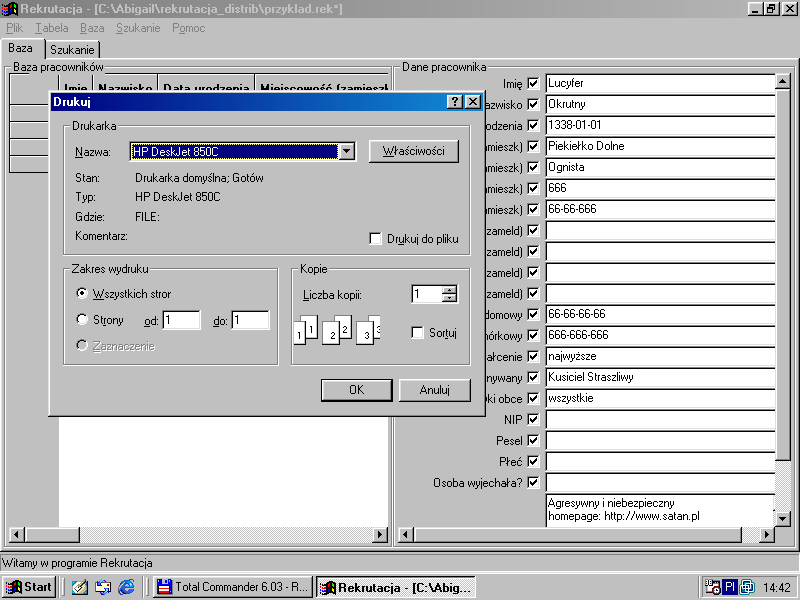 Rekrutacja - [C:\Abigail\rekrutacja_distrib\przyklad.rek*]
Plik Tabela Baza Szukanie Pomoc
Baza Szukanie
Baza pracowników
Imię Nazwisko Data urodzenia Miejscowość (zamieszk
Drukuj
Drukarka
Nazwa: HP DeskJet 850C Właściwości
Stan: Drukarka domyślna; Gotów
Typ: HP DeskJet 850C
Gdzie: FILE:
Komentarz: Drukuj do pliku
Zakres wydruku
Wszystkich stror
Strony od: 1 do: 1
Zaznaczenie
Kopie
Liczba kopii: 1
1 1 2 2 3 3
Sortuj
OK Anuluj
Dane pracownika
Imię Lucyfer
azwisko Okrutny
odzenia 1338-01-01
amieszk) Piekiełko Dolne
amieszk) Ognista
amieszk) 666
amieszk) 66-66-666
zameld)
zameld)
zameld)
zameld)
domowy 66-66-66-66
mórkowy 666-666-666
ałcenie najwyższe
nywany Kusiciel Straszliwy
ki obce wszystkie
NIP
Pesel
Płeć
Osoba wyjechała?
Agresywny i niebezpieczny
homepage: http://www.satan.pl
Witamy w programie Rekrutacja
Start Total Commander 6.03 - R... Rekrutacja - [C:\Abig... Pl 14:42